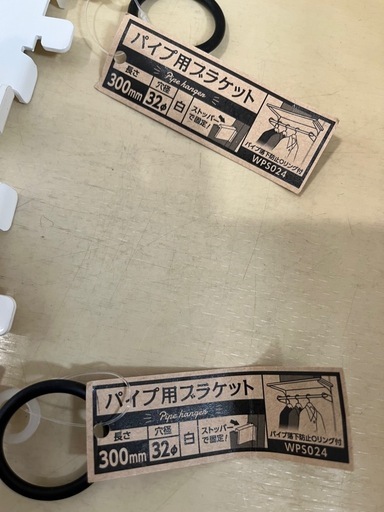 パイプ用ブラケット
Pipe hanger
長さ
300mm
穴径
32φ
白
ストッパー
で固定!
パイプ落下防止Oリング付
WPS024
パイプ用ブラケット
Pipe hanger
長さ
300mm
穴径
32φ
白
ストッパー
で固定!
パイプ落下防止Oリング付
WPS024